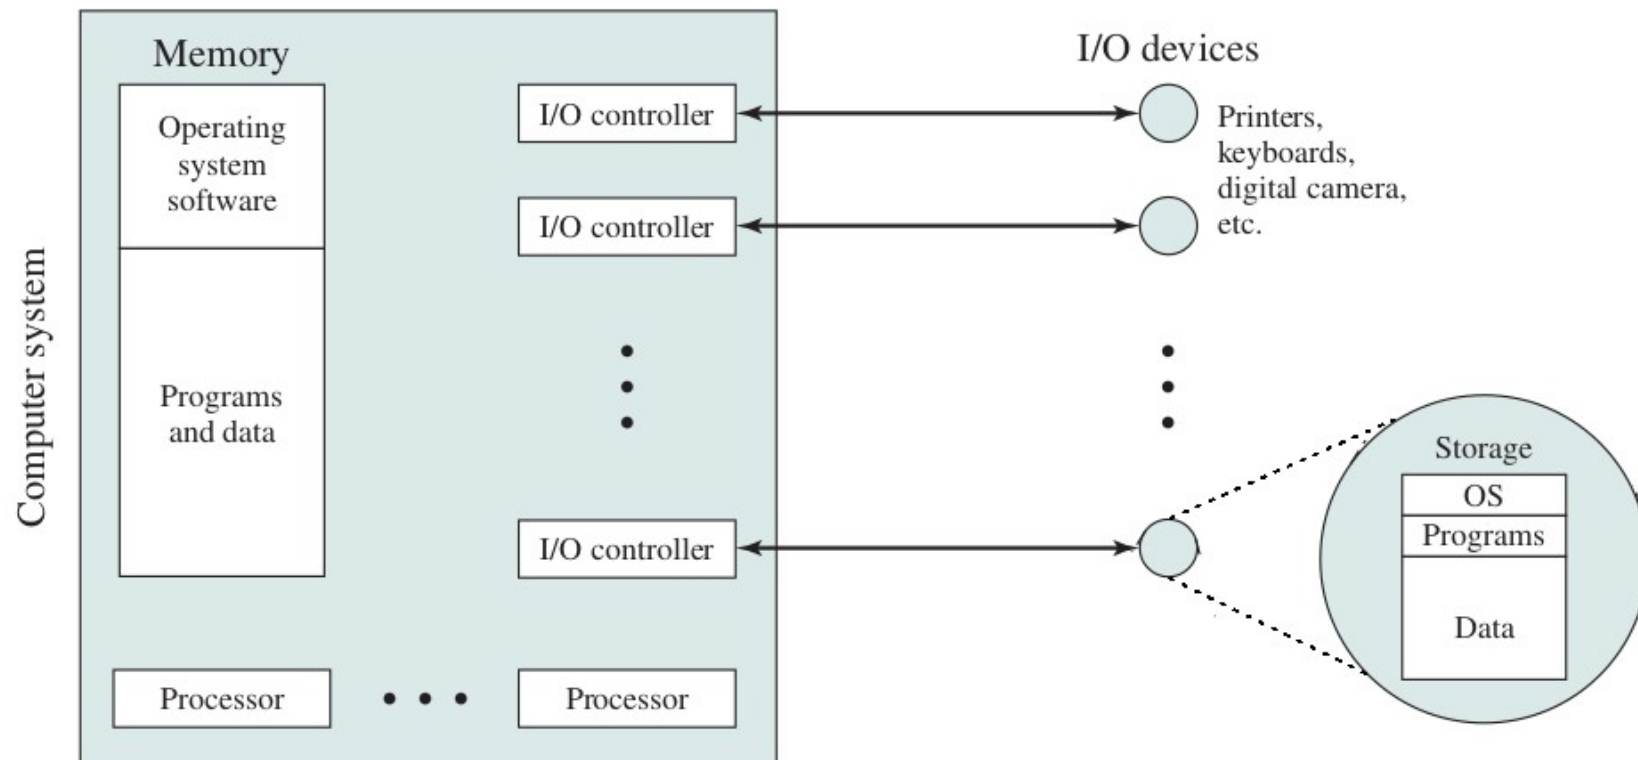 Computer system
Memory
Operating
system
software
Programs
and data
I/O controller
I/O controller
I/O controller
Processor
Processor
I/O devices
Printers,
keyboards,
digital camera,
etc.
Storage
OS
Programs
Data